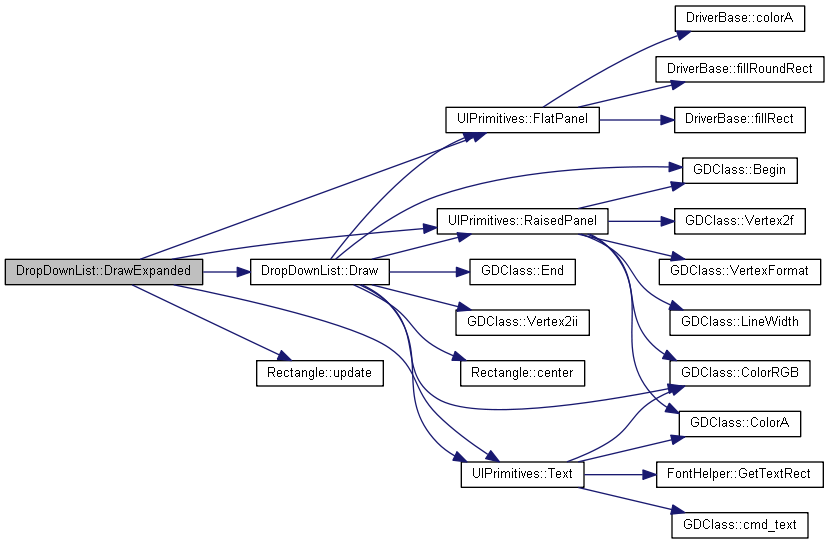 DriverBase::colorA
DriverBase::fillRoundRect
UIPrimitives::FlatPanel
DriverBase::fillRect
GDClass::Begin
UIPrimitives::RaisedPanel
GDClass::Vertex2f
DropDownList::DrawExpanded
DropDownList::Draw
GDClass::End
GDClass::VertexFormat
GDClass::Vertex2ii
GDClass::LineWidth
Rectangle::update
Rectangle::center
GDClass::ColorRGB
GDClass::ColorA
UIPrimitives::Text
FontHelper::GetTextRect
GDClass::cmd_text